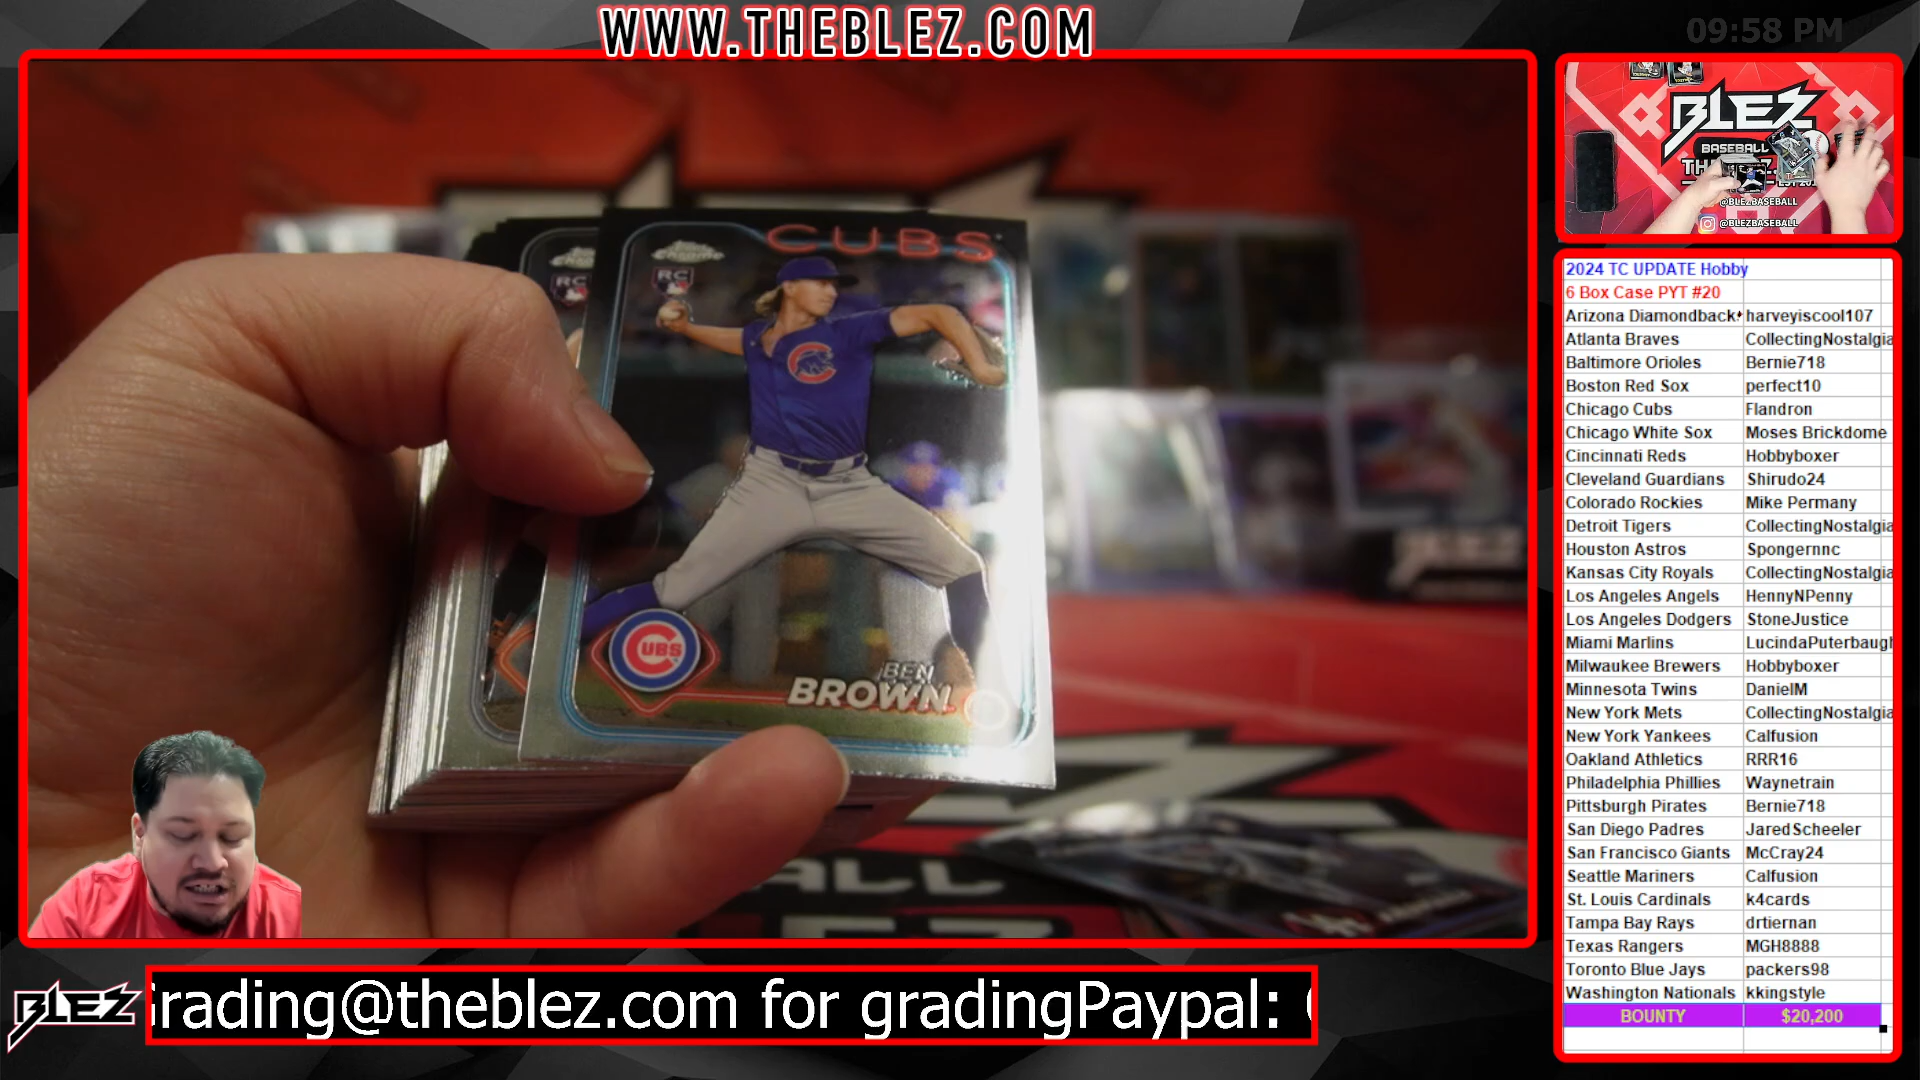 WWW.THEBLEZ.COM
09:58 PM
CUBS
Topps Chrome
RC
RC
CUBS
BEN
BROWN
BLEZ
BASEBALL
@BLEZBASEBALL
@BLEZBASEBALL
2024 TC UPDATE Hobby
6 Box Case PYT #20
Arizona Diamondback harveyiscool107
Atlanta Braves CollectingNostalgia
Baltimore Orioles Bernie718
Boston Red Sox perfect10
Chicago Cubs Flandron
Chicago White Sox Moses Brickdome
Cincinnati Reds Hobbyboxer
Cleveland Guardians Shirudo24
Colorado Rockies Mike Permany
Detroit Tigers CollectingNostalgia
Houston Astros Spongernnc
Kansas City Royals CollectingNostalgia
Los Angeles Angels HennyNPenny
Los Angeles Dodgers StoneJustice
Miami Marlins LucindaPuterbaugh
Milwaukee Brewers Hobbyboxer
Minnesota Twins DanielM
New York Mets CollectingNostalgia
New York Yankees Calfusion
Oakland Athletics RRR16
Philadelphia Phillies Waynetrain
Pittsburgh Pirates Bernie718
San Diego Padres JaredScheeler
San Francisco Giants McCray24
Seattle Mariners Calfusion
St. Louis Cardinals k4cards
Tampa Bay Rays drtiernan
Texas Rangers MGH8888
Toronto Blue Jays packers98
Washington Nationals kkingstyle
BOUNTY $20,200
BLEZ
Grading@theblez.com for gradingPaypal: